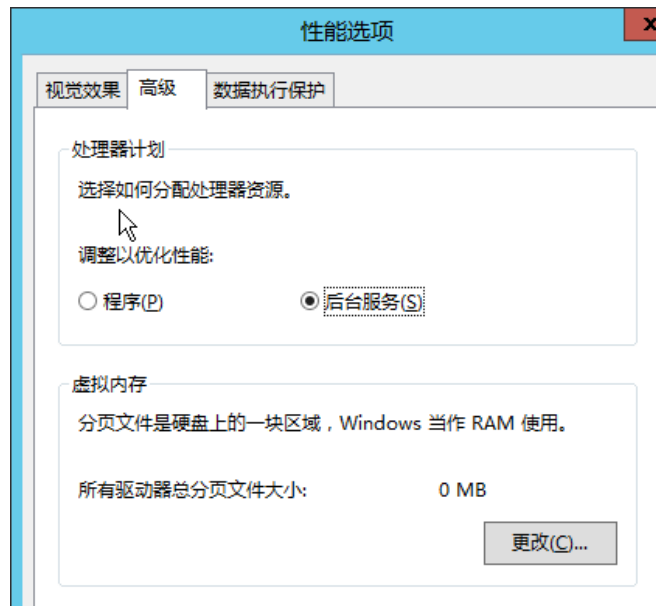 性能选项
x
视觉效果 高级 数据执行保护
处理器计划
选择如何分配处理器资源。
调整以优化性能:
程序(P) 后台服务(S)
虚拟内存
分页文件是硬盘上的一块区域，Windows 当作 RAM 使用。
所有驱动器总分页文件大小: 0 MB
更改(C)...